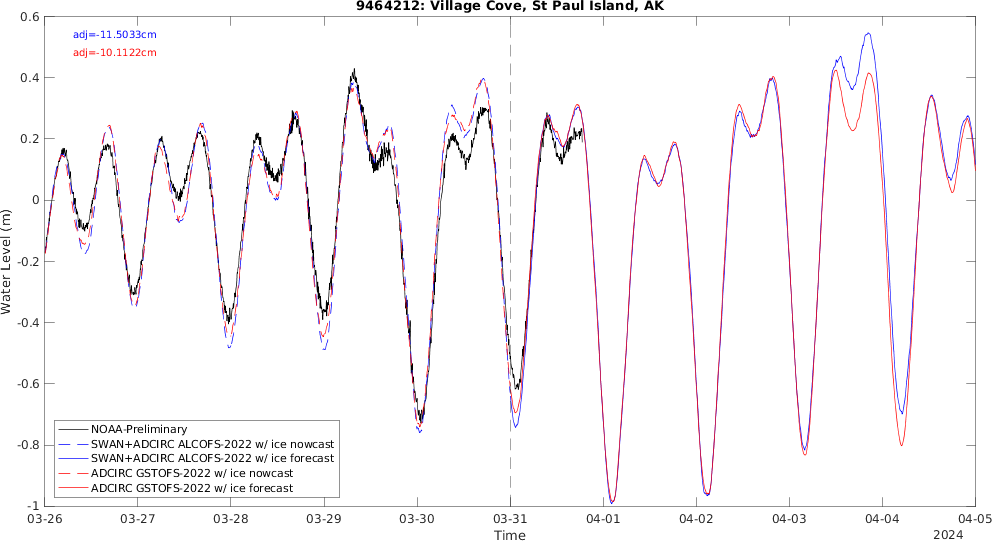 9464212: Village Cove, St Paul Island, AK
adj=-11.5033cm
adj=-10.1122cm
0.6
0.4
0.2
0
-0.2
-0.4
-0.6
-0.8
-1
Water Level (m)
NOAA-Preliminary
SWAN+ADCIRC ALCOFS-2022 w/ ice nowcast
SWAN+ADCIRC ALCOFS-2022 w/ ice forecast
ADCIRC GSTOFS-2022 w/ ice nowcast
ADCIRC GSTOFS-2022 w/ ice forecast
03-26 03-27 03-28 03-29 03-30 03-31 04-01 04-02 04-03 04-04 04-05
Time
2024